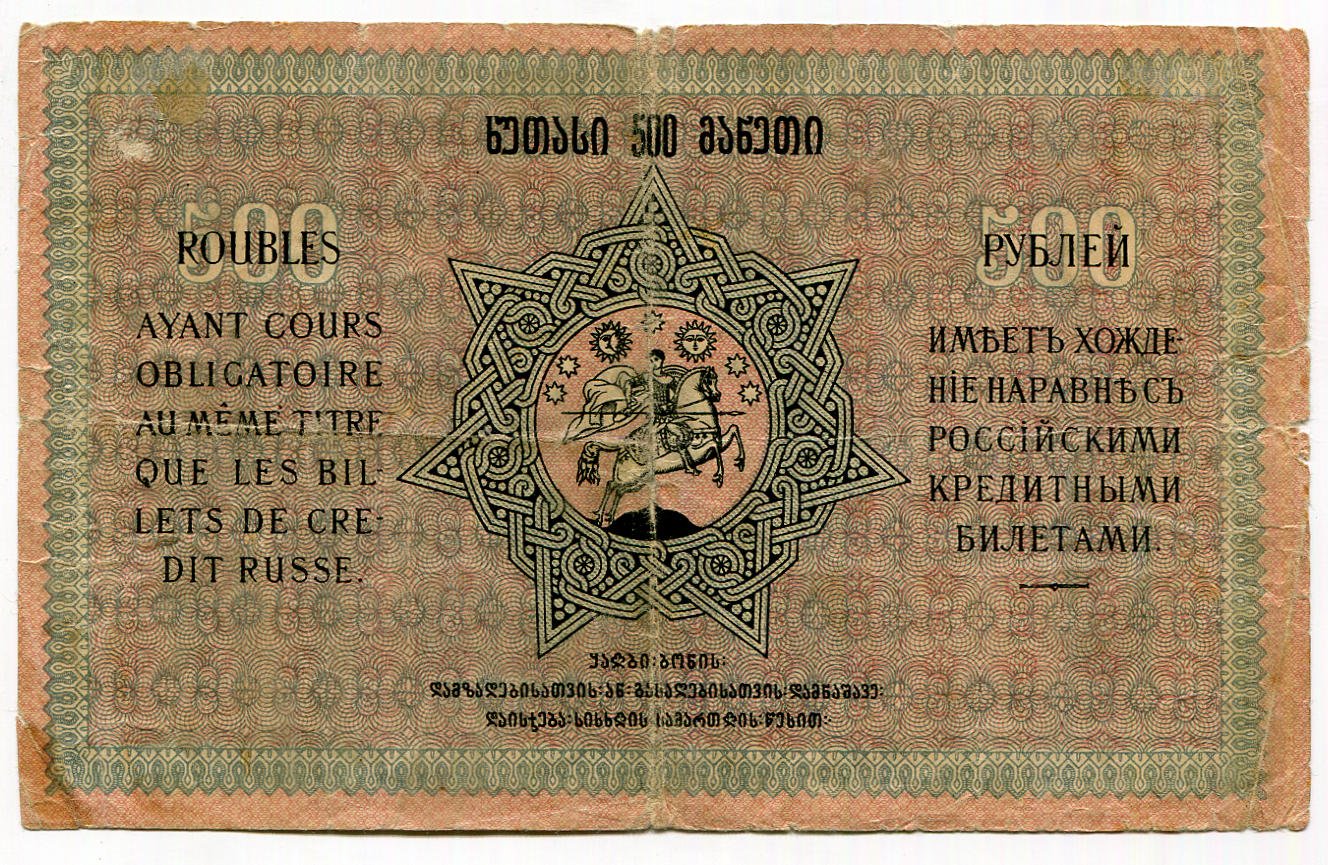 ხუთასი 500 მანეთი
500
ROUBLES
AYANT COURS
OBLIGATOIRE
AU MÊME TITRE
QUE LES BIL-
LETS DE CRE-
DIT RUSSE.
500
РУБЛЕЙ
ИМѢЕТЪ ХОЖДЕ-
НІЕ НАРАВНѢ СЪ
РОССІЙСКИМИ
КРЕДИТНЫМИ
БИЛЕТАМИ.
ყალბი: ბონის:
დამზადებისათვის: ან: გასაღებისათვის: დამნაშავე:
დაისჯება: სისხლის სამართლის: წესით: